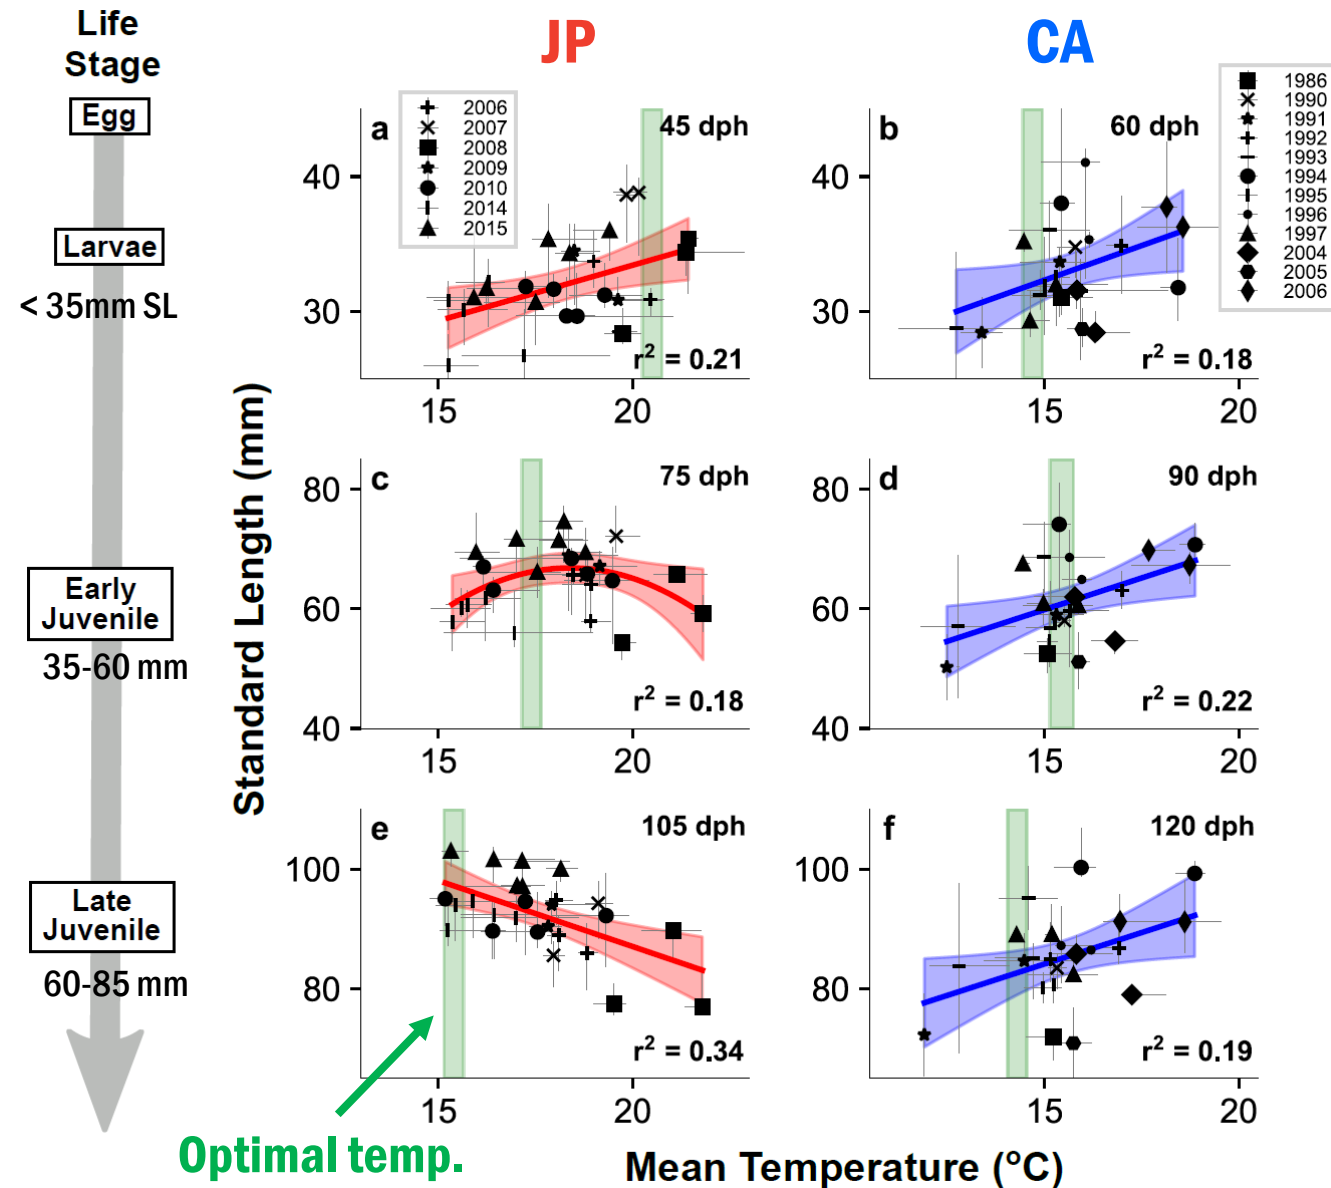 Life
Stage
JP
CA
Egg
Larvae
< 35mm SL
Early
Juvenile
35-60 mm
Late
Juvenile
60-85 mm
Standard Length (mm)
a
2006
2007
2008
2009
2010
2014
2015
45 dph
40
30
r² = 0.21
15
20
b
60 dph
1986
1990
1991
1992
1993
1994
1995
1996
1997
2004
2005
2006
40
30
r² = 0.18
15
20
c
75 dph
80
60
40
r² = 0.18
15
20
d
90 dph
80
60
40
r² = 0.22
15
20
e
105 dph
100
80
r² = 0.34
15
20
f
120 dph
100
80
r² = 0.19
15
20
Optimal temp.
Mean Temperature (°C)